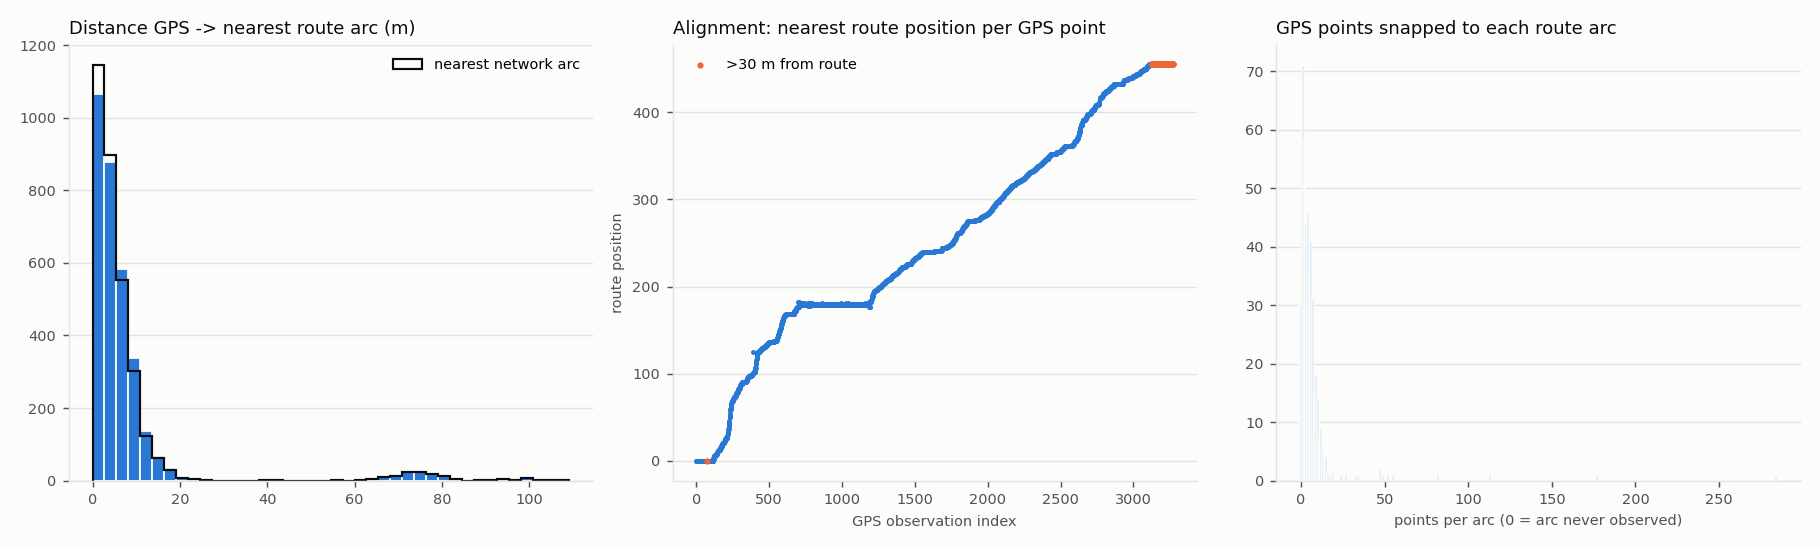 Distance GPS -> nearest route arc (m)
1200
1000
800
600
400
200
0
nearest network arc
0 20 40 60 80 100
Alignment: nearest route position per GPS point
route position
400
300
200
100
0
>30 m from route
0 500 1000 1500 2000 2500 3000
GPS observation index
GPS points snapped to each route arc
70
60
50
40
30
20
10
0
0 50 100 150 200 250
points per arc (0 = arc never observed)